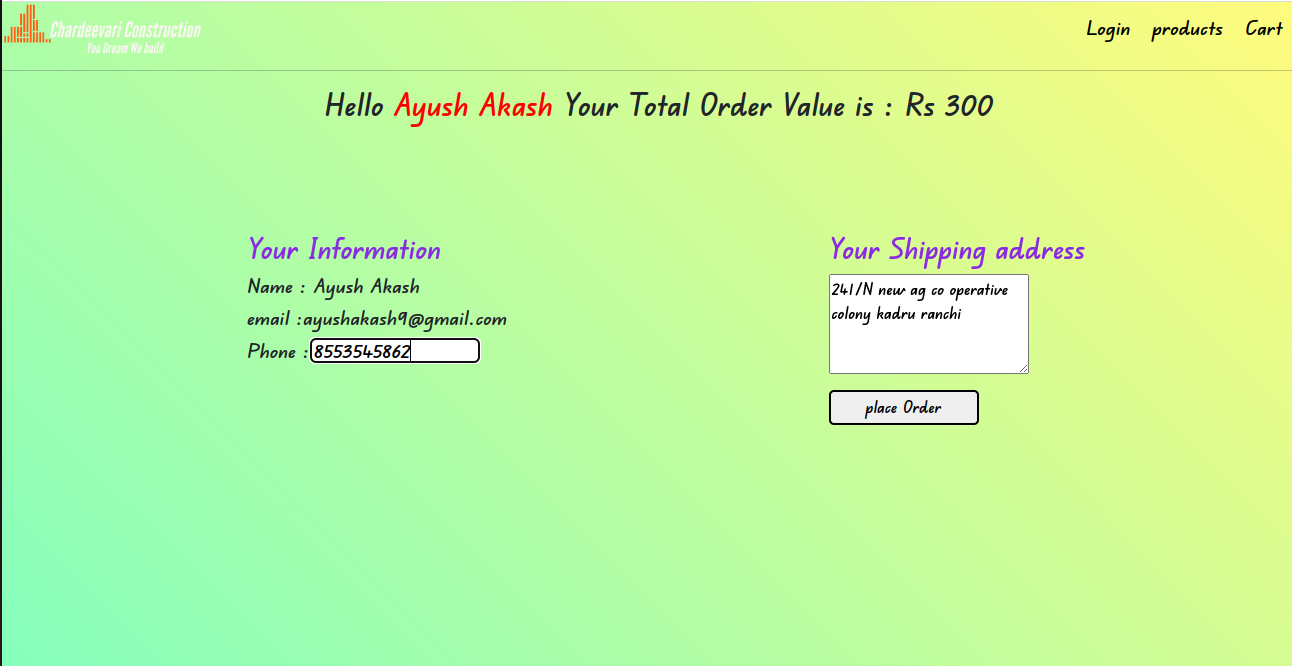 Chardeevari Construction
You Dream We build
Login products Cart
Hello Ayush Akash Your Total Order Value is : Rs 300
Your Information
Name : Ayush Akash
email :ayushakash9@gmail.com
Phone : 8553545862
Your Shipping address
241/N new ag co operative
colony kadru ranchi
place Order